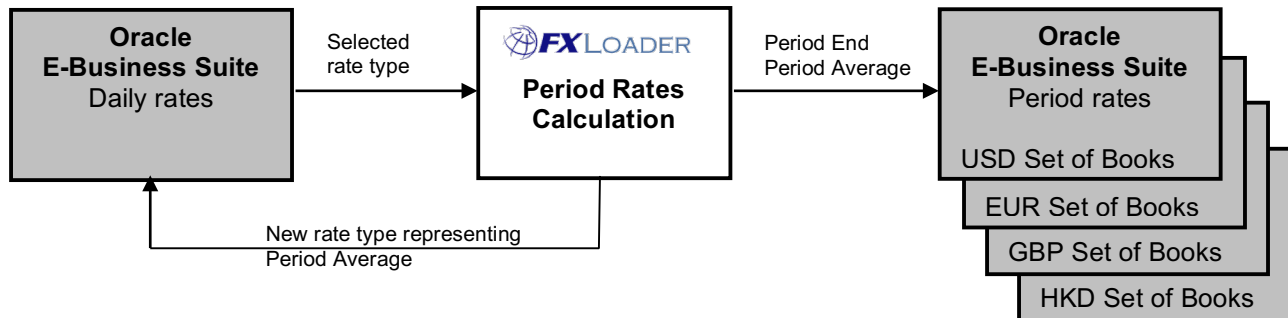 Oracle
E-Business Suite
Daily rates
Selected
rate type
FXLOADER
Period Rates
Calculation
Period End
Period Average
Oracle
E-Business Suite
Period rates
USD Set of Books
EUR Set of Books
GBP Set of Books
HKD Set of Books
New rate type representing
Period Average